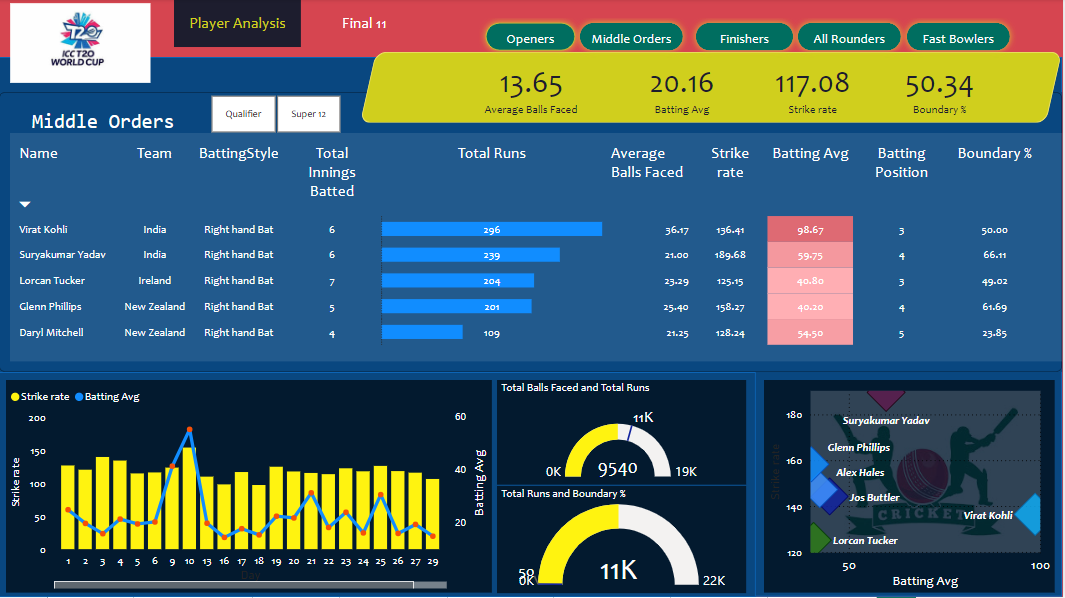 T20
ICC T20
WORLD CUP
Player Analysis
Final 11
Openers
Middle Orders
Finishers
All Rounders
Fast Bowlers
13.65
Average Balls Faced
20.16
Batting Avg
117.08
Strike rate
50.34
Boundary %
Middle Orders
Qualifier
Super 12
Name Team BattingStyle Total Innings Batted Total Runs Average Balls Faced Strike rate Batting Avg Batting Position Boundary %
Virat Kohli India Right hand Bat 6 296 36.17 136.41 98.67 3 50.00
Suryakumar Yadav India Right hand Bat 6 239 21.00 189.68 59.75 4 66.11
Lorcan Tucker Ireland Right hand Bat 7 204 23.29 125.15 40.80 3 49.02
Glenn Phillips New Zealand Right hand Bat 5 201 25.40 158.27 40.20 4 61.69
Daryl Mitchell New Zealand Right hand Bat 4 109 21.25 128.24 54.50 5 23.85
Strike rate Batting Avg
200
150
100
50
0
Strike rate
60
40
20
Batting Avg
1 2 3 4 5 6 9 10 13 16 17 18 19 20 21 22 23 24 25 26 27 29
Day
Total Balls Faced and Total Runs
11K
0K 9540 19K
Total Runs and Boundary %
50
0K 11K 22K
180
160
140
120
Strike rate
Suryakumar Yadav
Glenn Phillips
Alex Hales
Jos Buttler
Virat Kohli
CRICKET
Lorcan Tucker
50 100
Batting Avg